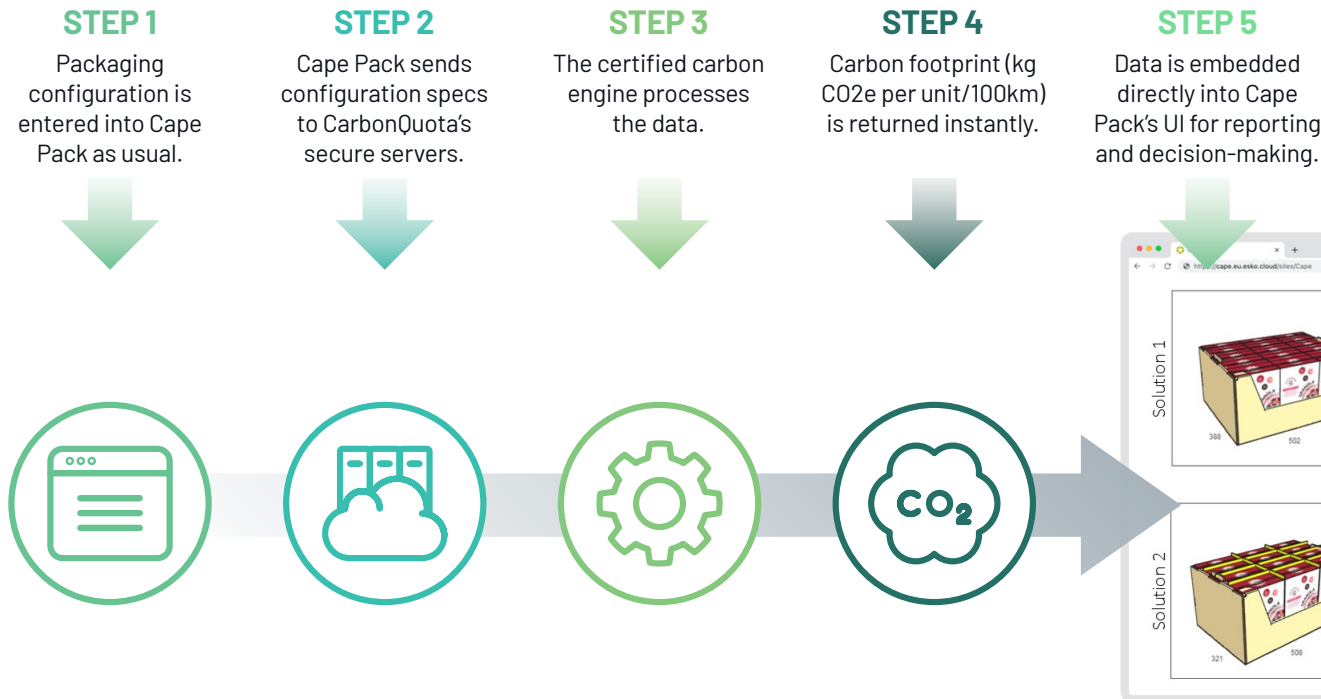 STEP 1
Packaging
configuration is
entered into Cape
Pack as usual.
STEP 2
Cape Pack sends
configuration specs
to CarbonQuota’s
secure servers.
STEP 3
The certified carbon
engine processes
the data.
STEP 4
Carbon footprint (kg
CO2e per unit/100km)
is returned instantly.
STEP 5
Data is embedded
directly into Cape
Pack’s UI for reporting
and decision-making.
cape.eu.esko.cloud/sites/Cape
Solution 1
388
502
CO₂
Solution 2
321
508